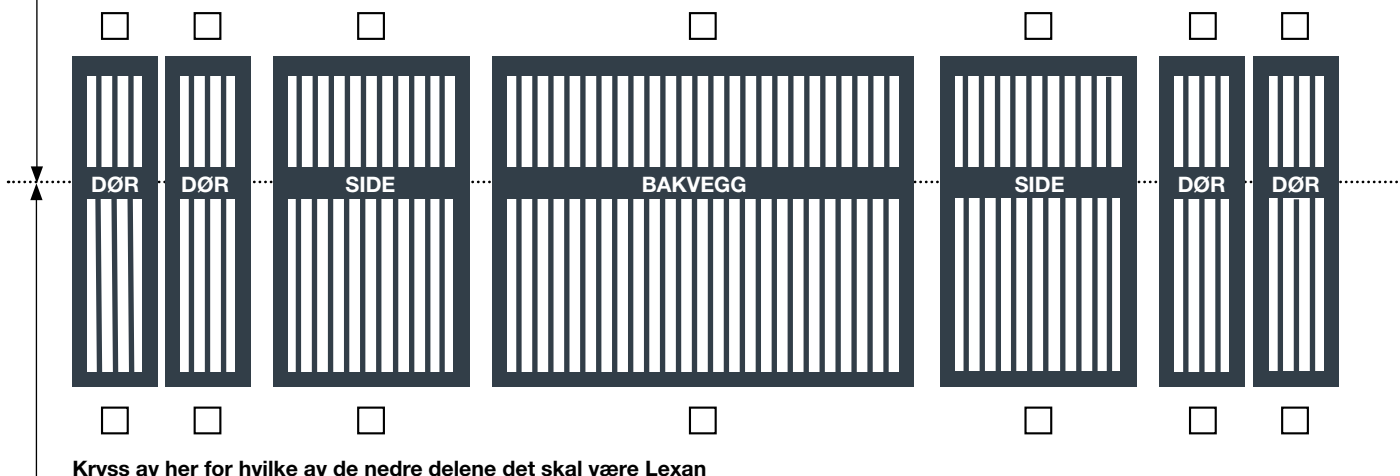 DØR DØR SIDE BAKVEGG SIDE DØR DØR
Kryss av her for hvilke av de nedre delene det skal være Lexan